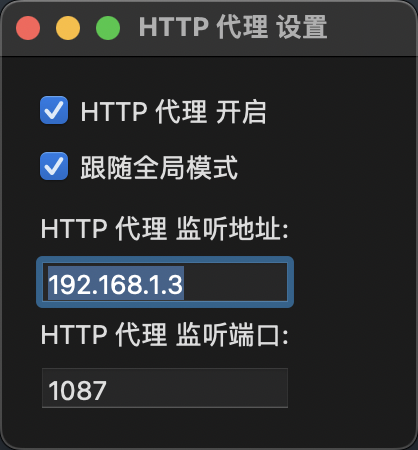 HTTP 代理 设置
HTTP 代理 开启
跟随全局模式
HTTP 代理 监听地址:
192.168.1.3
HTTP 代理 监听端口:
1087